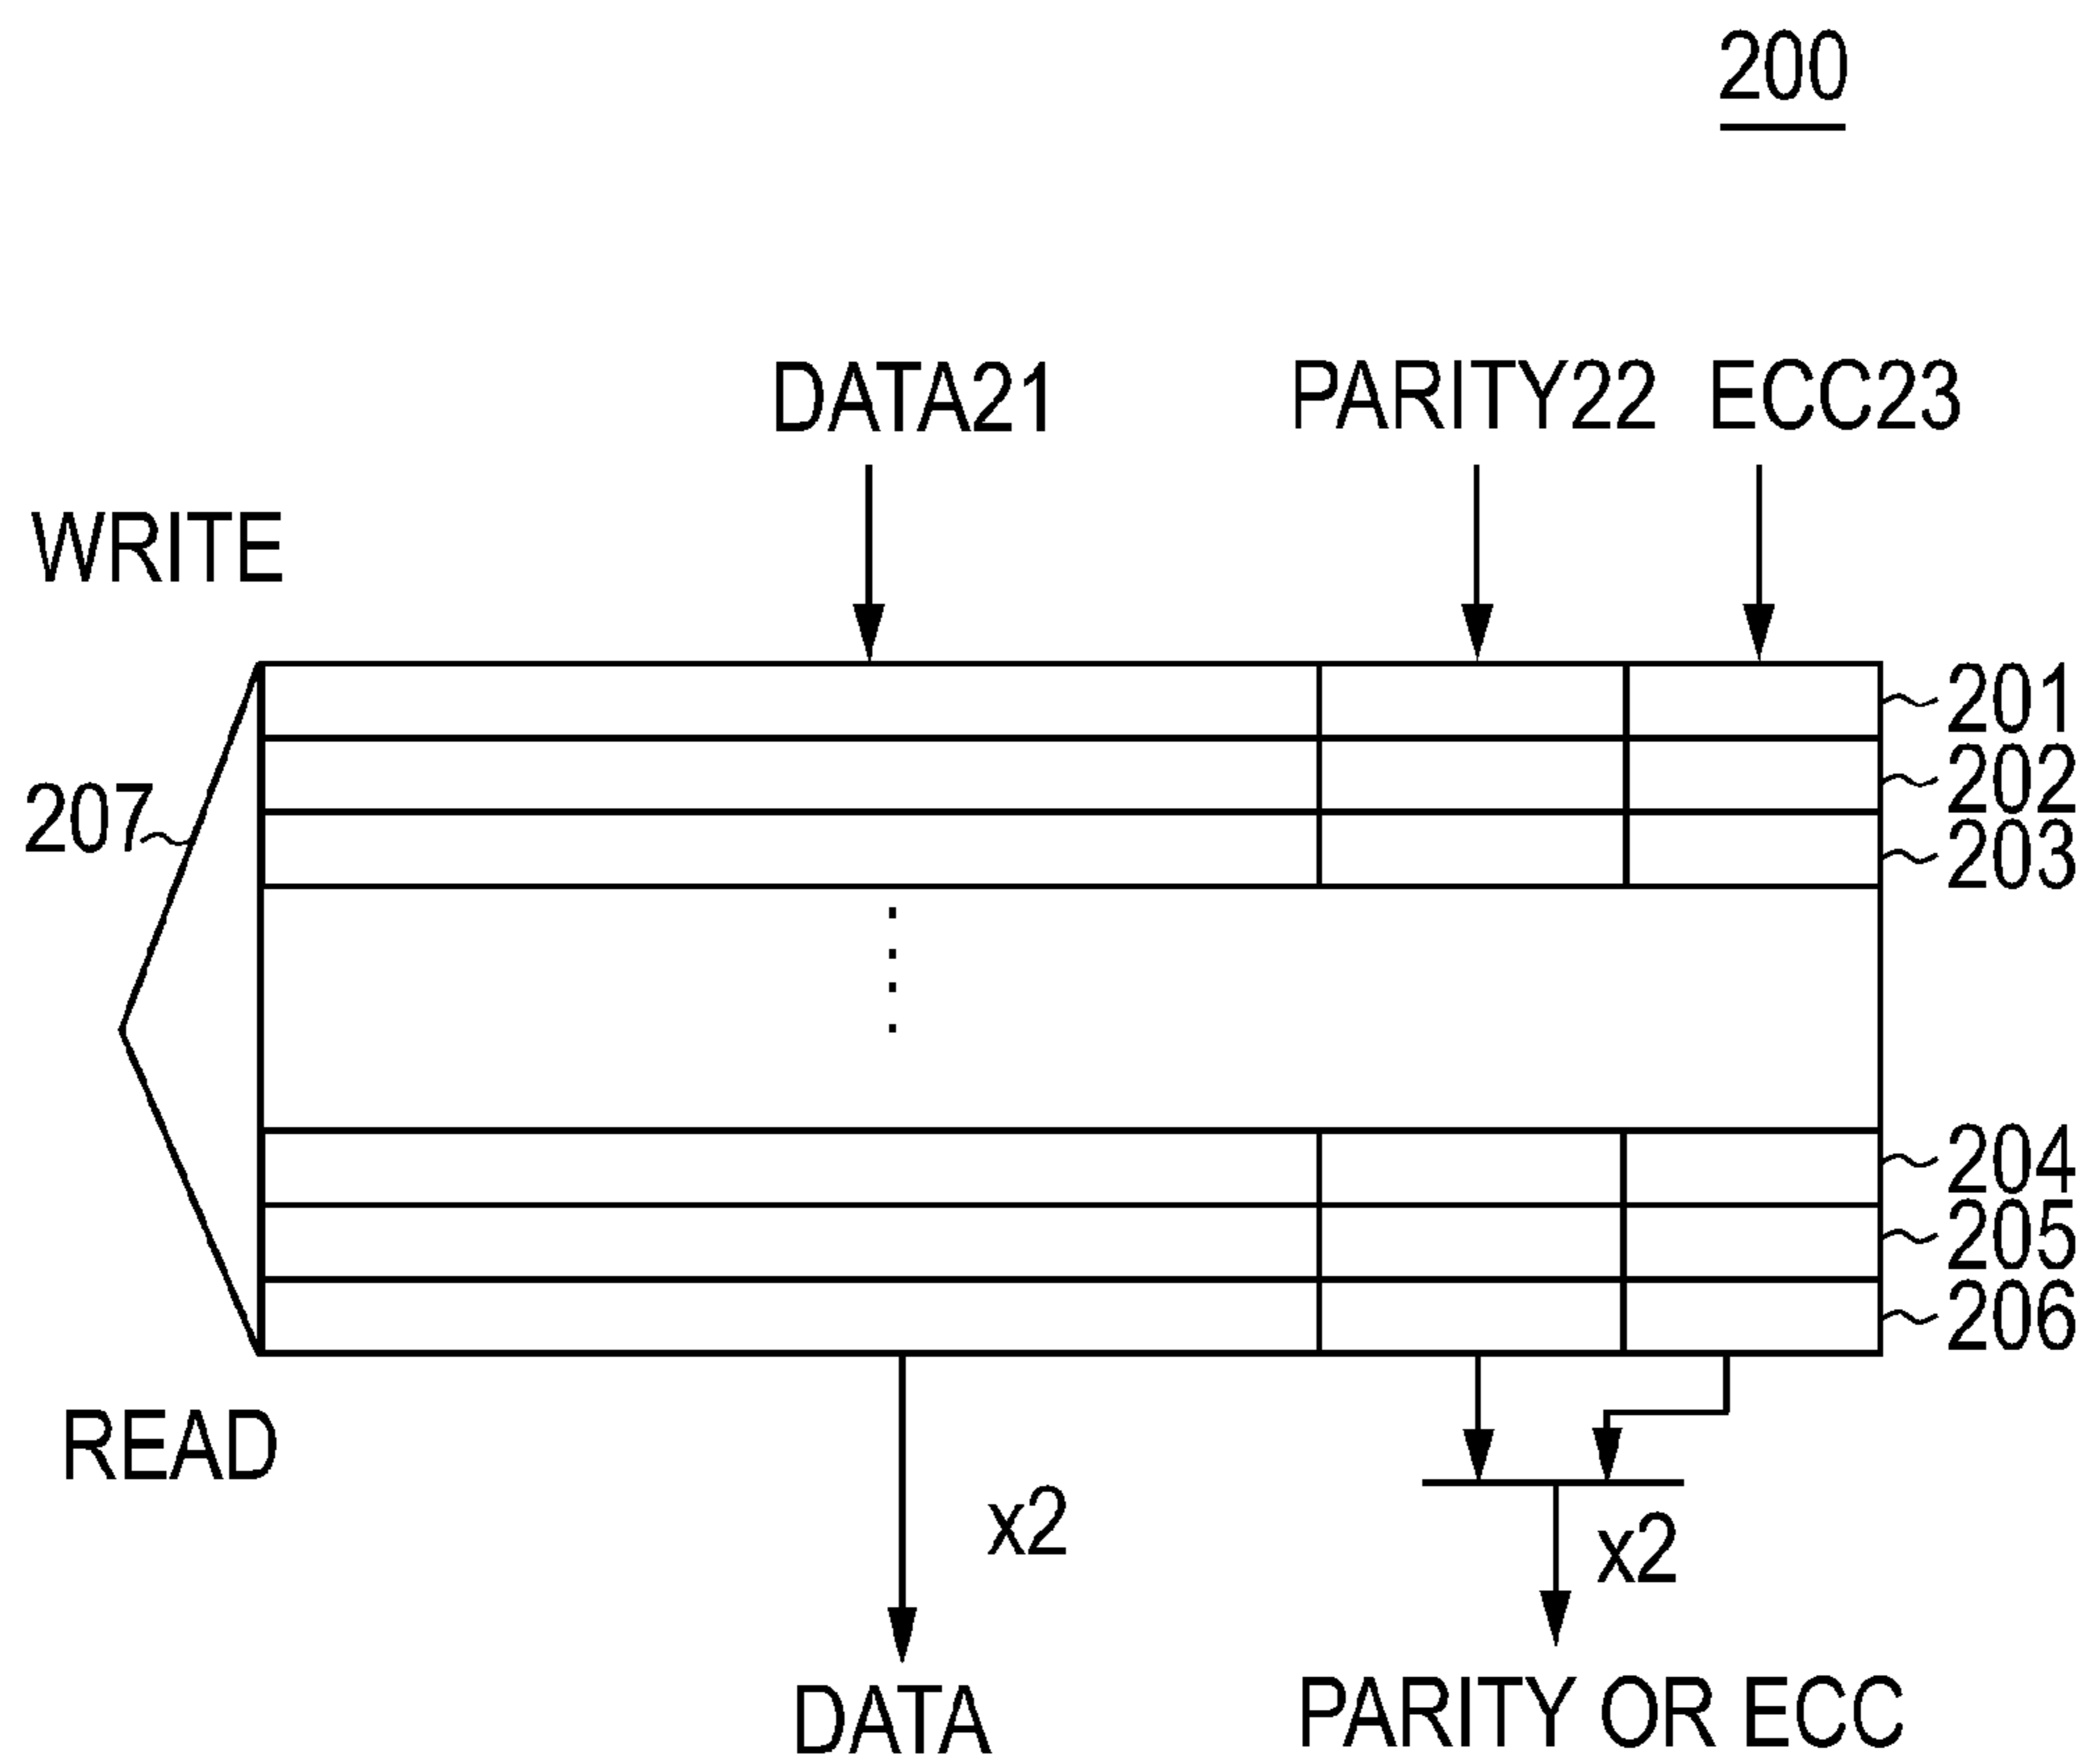 200
DATA21 PARITY22 ECC23
WRITE
201
202
207
203
204
205
206
READ
x2
x2
DATA
PARITY OR ECC